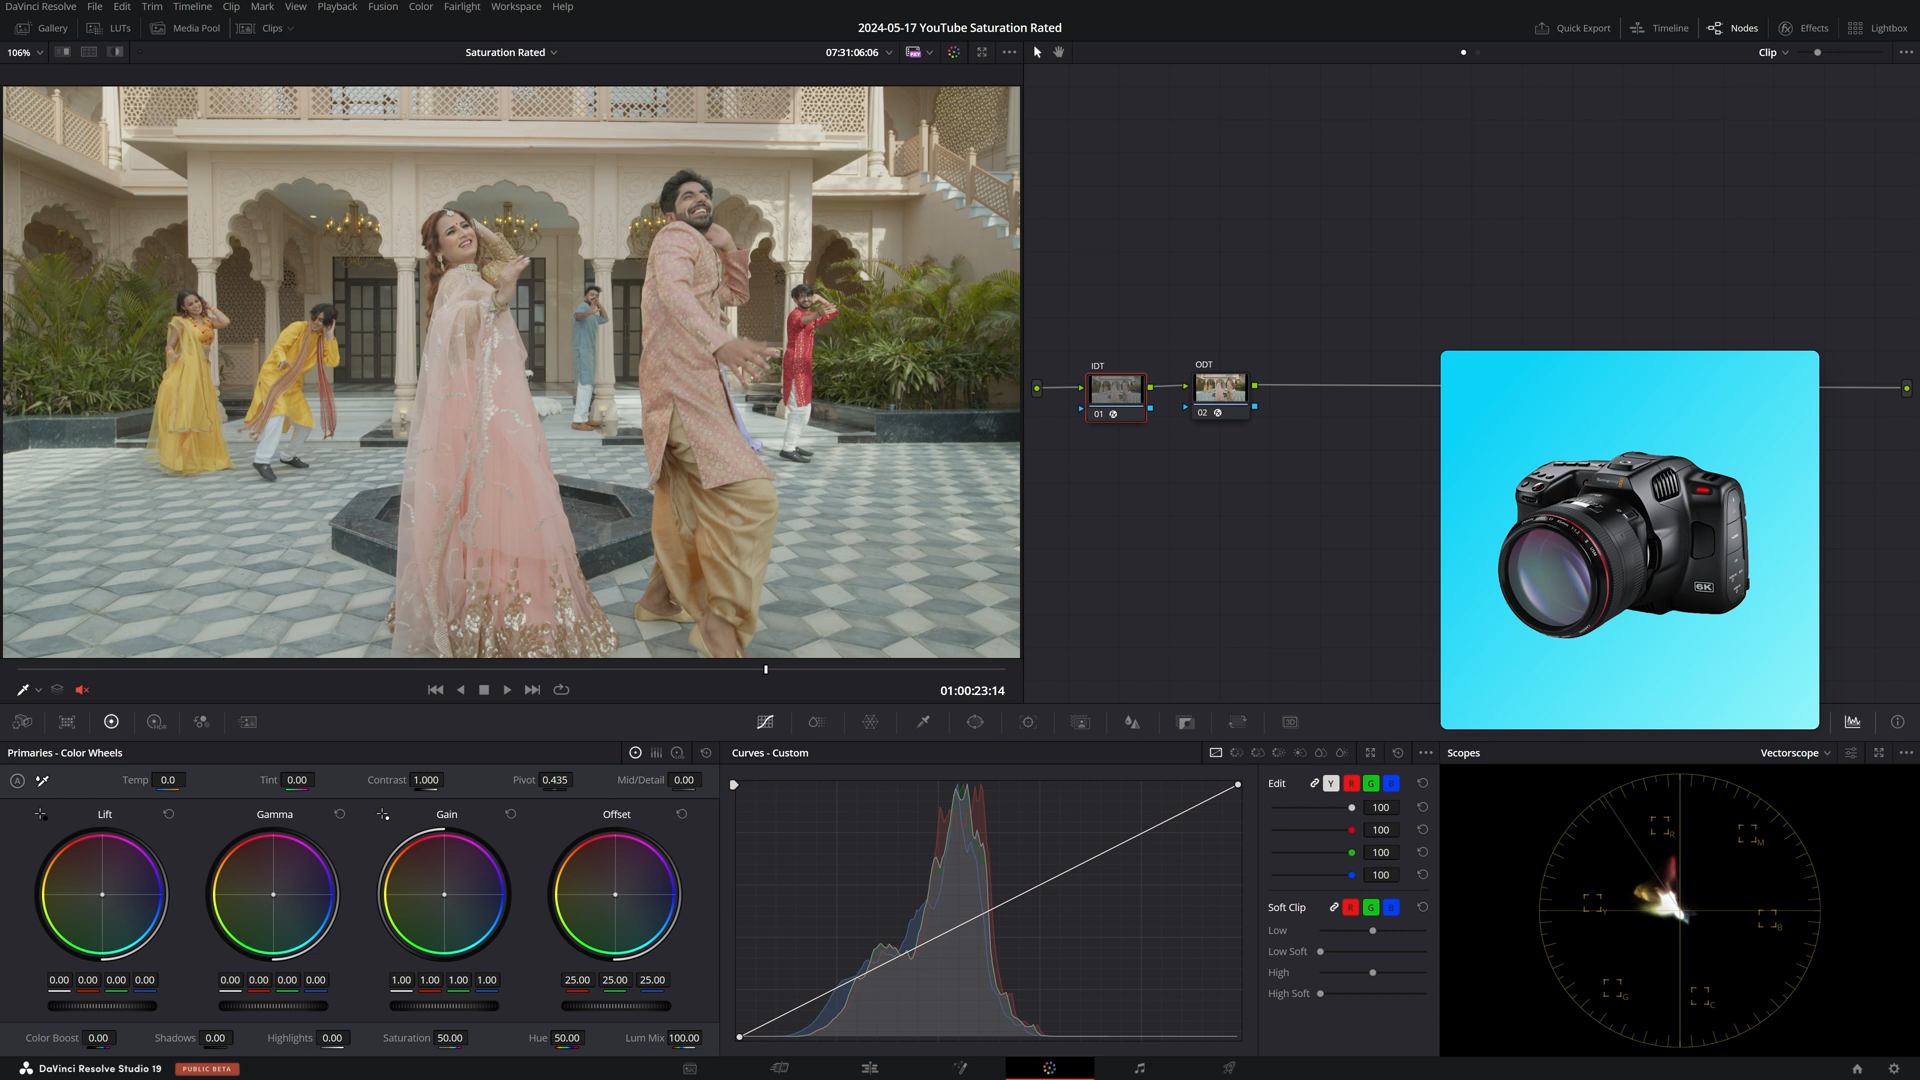 DaVinci Resolve File Edit Trim Timeline Clip Mark View Playback Fusion Color Fairlight Workspace Help
Gallery LUTs Media Pool Clips 2024-05-17 YouTube Saturation Rated Quick Export Timeline Nodes Effects Lightbox
106% Saturation Rated 07:31:06:06 Clip
IDT ODT
01 02
6K
01:00:23:14
HDR 3D
Primaries - Color Wheels Curves - Custom Scopes Vectorscope
A Temp 0.0 Tint 0.00 Contrast 1.000 Pivot 0.435 Mid/Detail 0.00 Edit Y R G B
Lift Gamma Gain Offset
100
100
100
100
R M Y B G C
Soft Clip R G B
Low
Low Soft
High
High Soft
0.00 0.00 0.00 0.00 0.00 0.00 0.00 0.00 1.00 1.00 1.00 1.00 25.00 25.00 25.00
Color Boost 0.00 Shadows 0.00 Highlights 0.00 Saturation 50.00 Hue 50.00 Lum Mix 100.00
DaVinci Resolve Studio 19 PUBLIC BETA